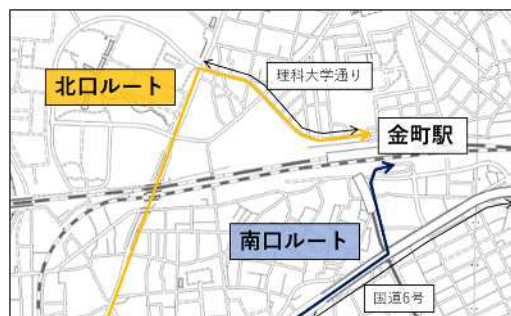 北口ルート
理科大学通り
金町駅
南口ルート
国道6号